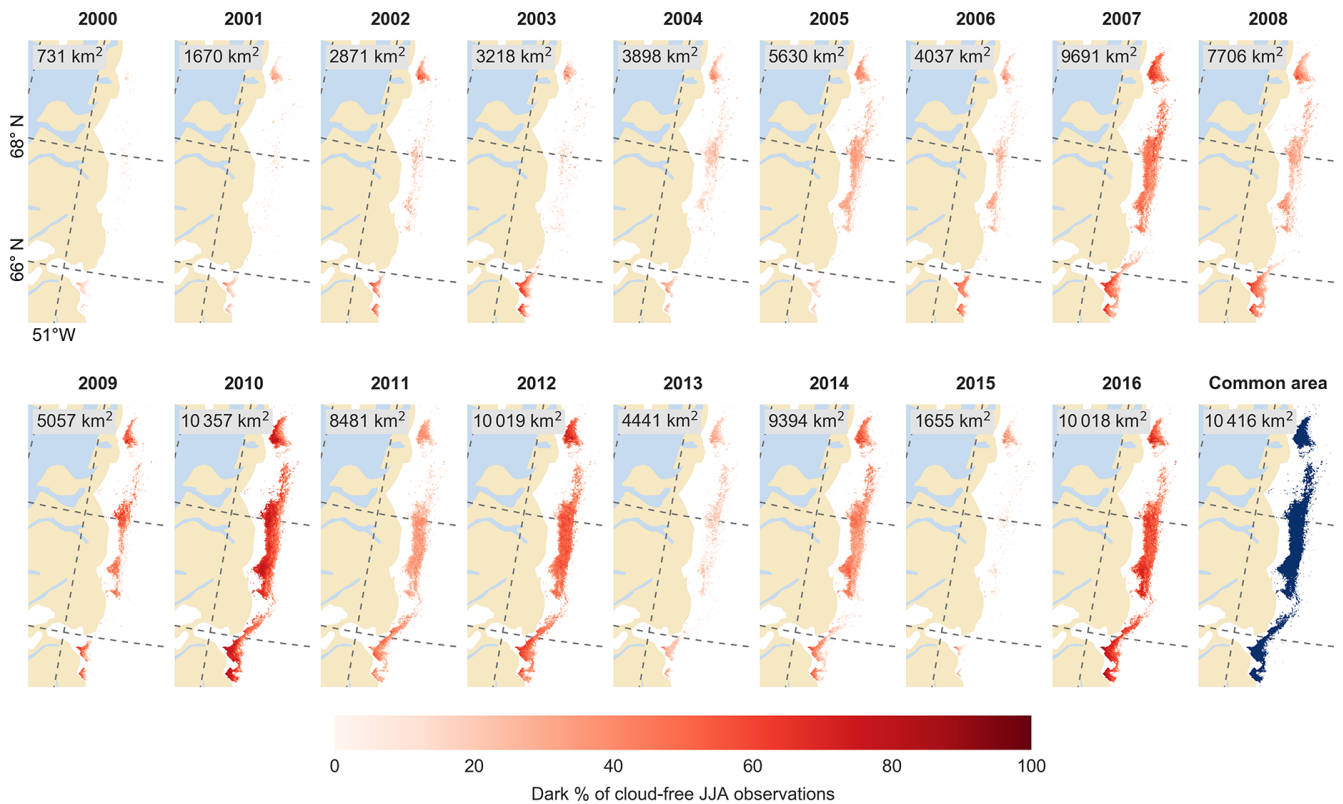 2000 2001 2002 2003 2004 2005 2006 2007 2008
731 km² 1670 km² 2871 km² 3218 km² 3898 km² 5630 km² 4037 km² 9691 km² 7706 km²
68° N
66° N
51°W
2009 2010 2011 2012 2013 2014 2015 2016 Common area
5057 km² 10 357 km² 8481 km² 10 019 km² 4441 km² 9394 km² 1655 km² 10 018 km² 10 416 km²
0 20 40 60 80 100
Dark % of cloud-free JJA observations